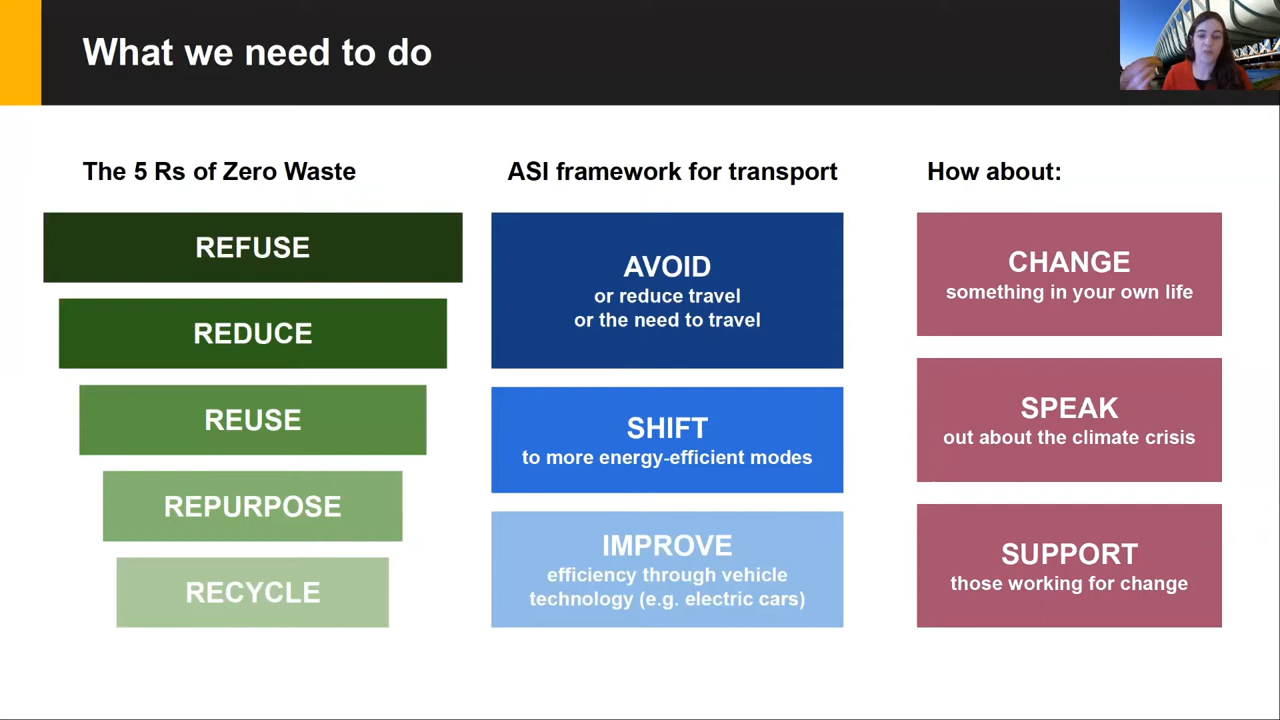 What we need to do
The 5 Rs of Zero Waste
REFUSE
REDUCE
REUSE
REPURPOSE
RECYCLE
ASI framework for transport
AVOID
or reduce travel
or the need to travel
SHIFT
to more energy-efficient modes
IMPROVE
efficiency through vehicle
technology (e.g. electric cars)
How about:
CHANGE
something in your own life
SPEAK
out about the climate crisis
SUPPORT
those working for change